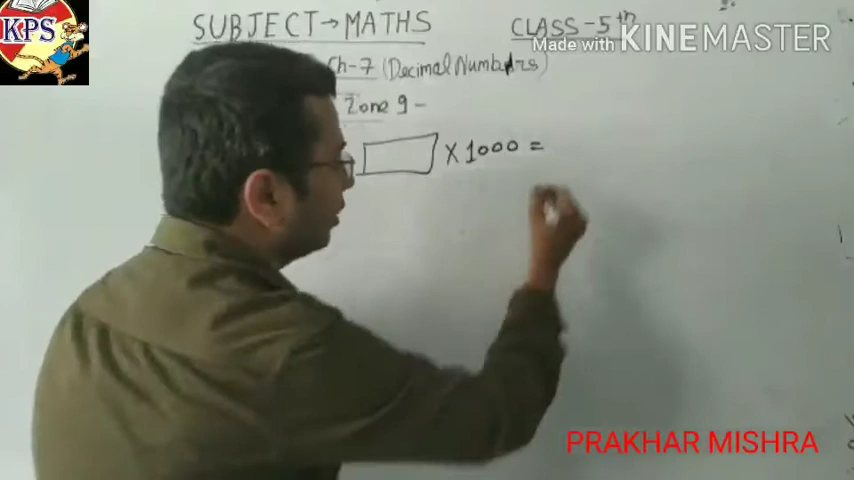 KPS
SUBJECT → MATHS
CLASS-5th
Made with KINEMASTER
Ch-7 (Decimal Numbers)
Zone 9 -
X 1000 =
PRAKHAR MISHRA